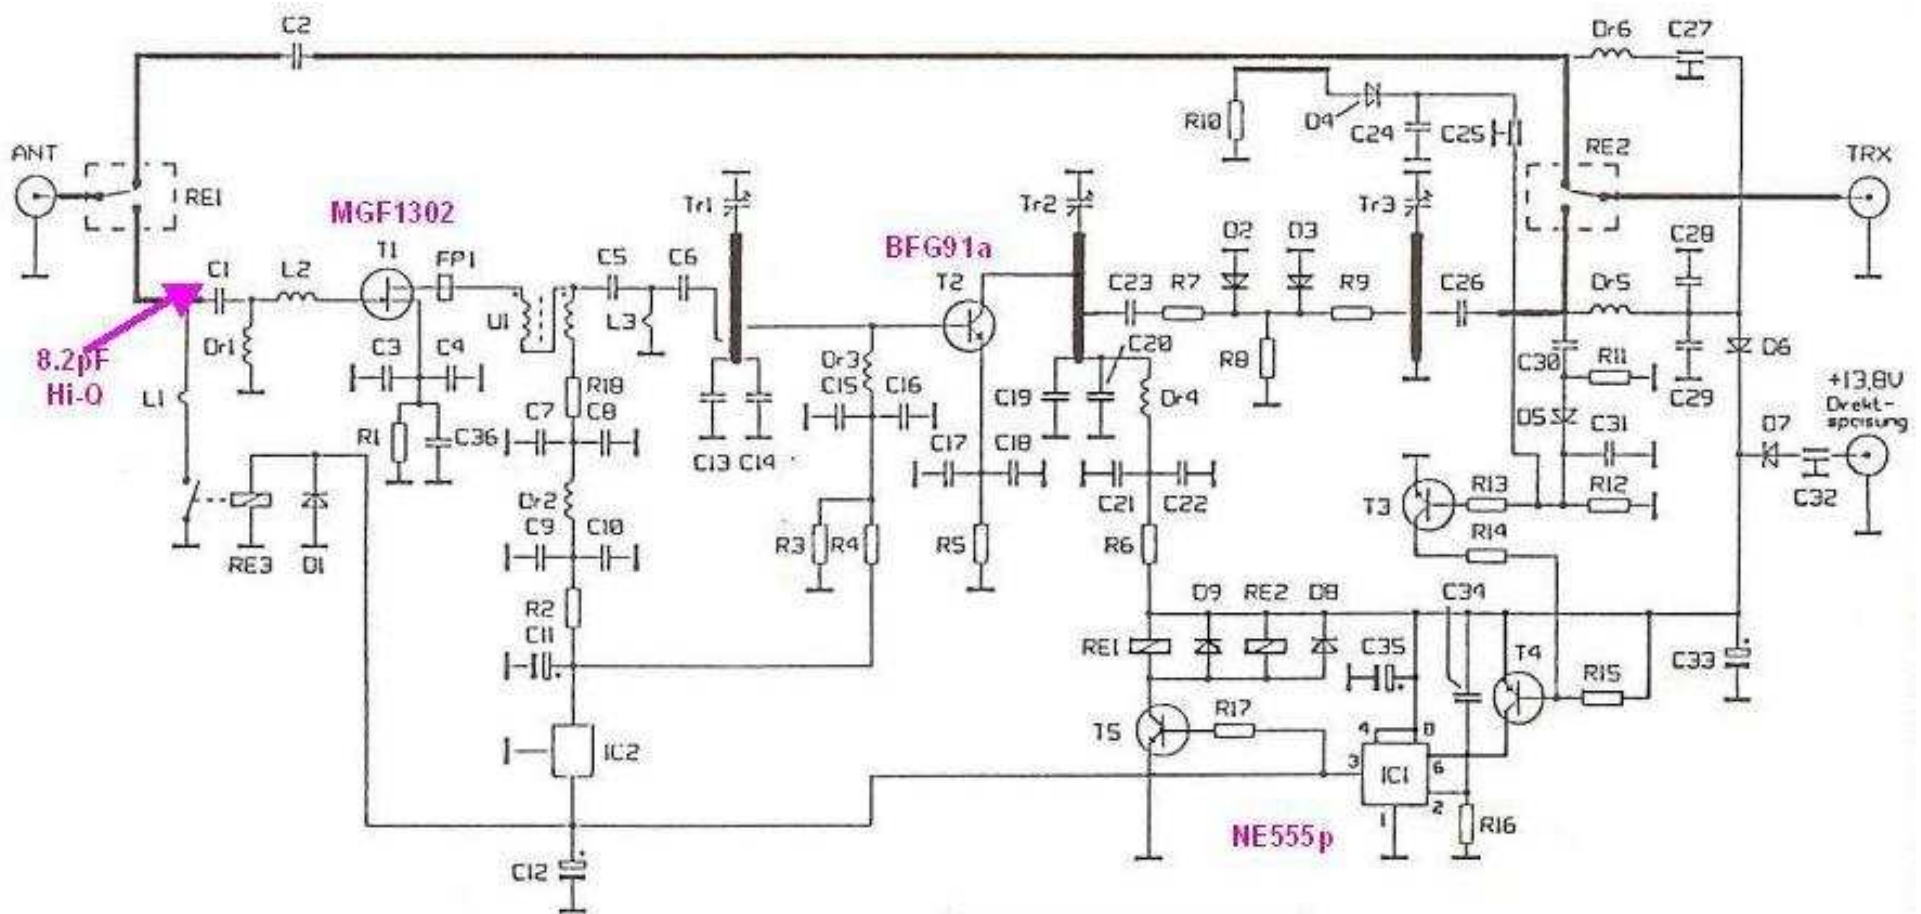 C2
Dr6
C27
R10
D4
C24
C25
RE2
ANT
RE1
TRX
MGF1302
Tr1
Tr2
Tr3
D2
D3
C28
BFG91a
C1
L2
T1
FP1
C5
C6
T2
C23
R7
R9
C26
Dr5
U1
L3
Dr1
8.2pF
Hi-Q
C3
C4
Dr3
C20
R8
C30
R11
D6
C29
+13,8V
Direkt-
speisung
L1
R18
C15
C16
C19
Dr4
D5
R1
C36
C7
C8
C13
C14
C17
C18
C31
D7
C32
Dr2
C21
C22
T3
R13
R12
C9
C10
R3
R4
R5
R6
R14
RE3
D1
R2
C11
D9
RE2
D8
C34
RE1
C35
T4
R15
C33
IC2
T5
R17
4
8
3
IC1
6
2
1
R16
NE555p
C12